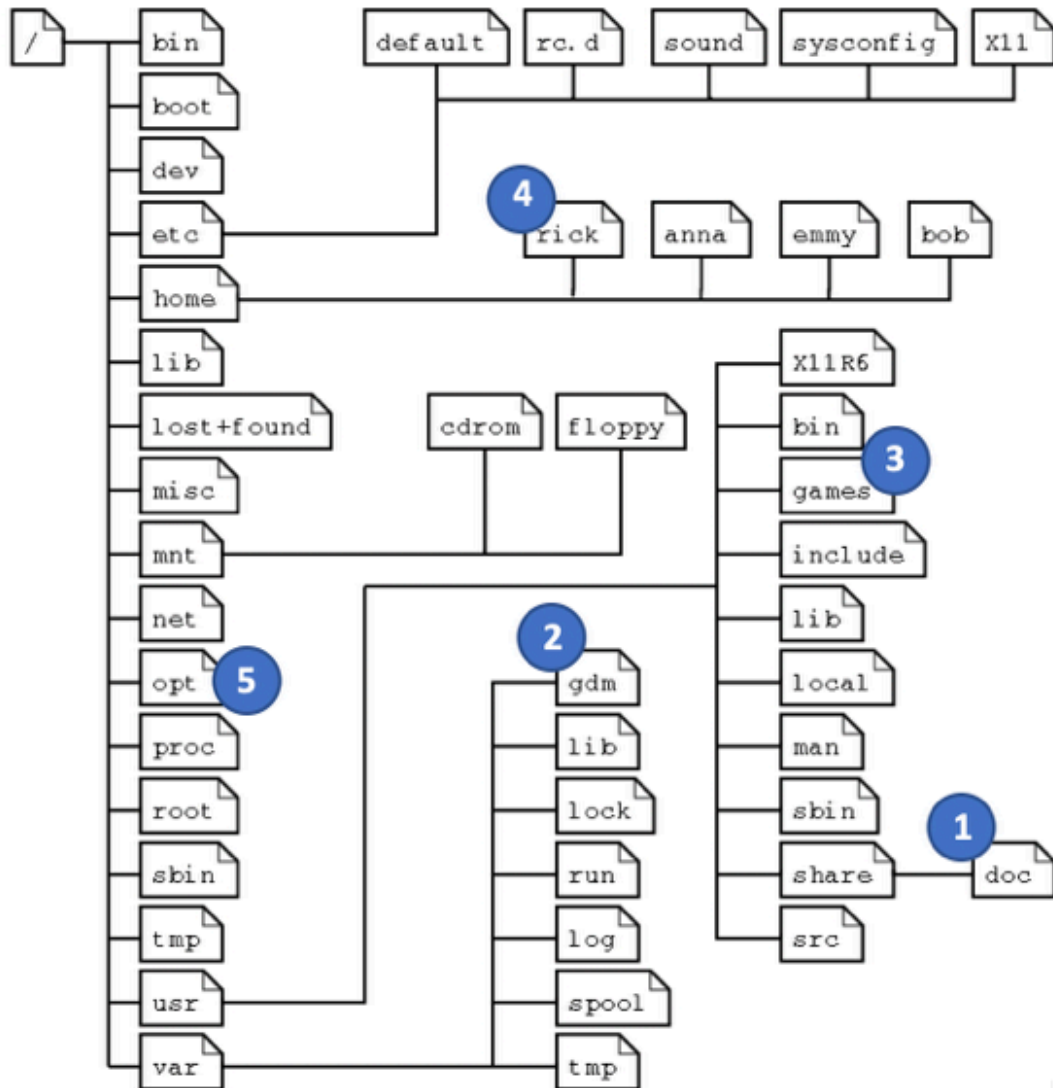 /
bin
default
rc.d
sound
sysconfig
X11
boot
dev
4
etc
rick
anna
emmy
bob
home
lib
X11R6
lost+found
cdrom
floppy
bin
3
misc
games
mnt
include
net
2
lib
opt
5
gdm
local
proc
lib
man
root
lock
sbin
1
sbin
run
share
doc
tmp
log
src
usr
spool
var
tmp